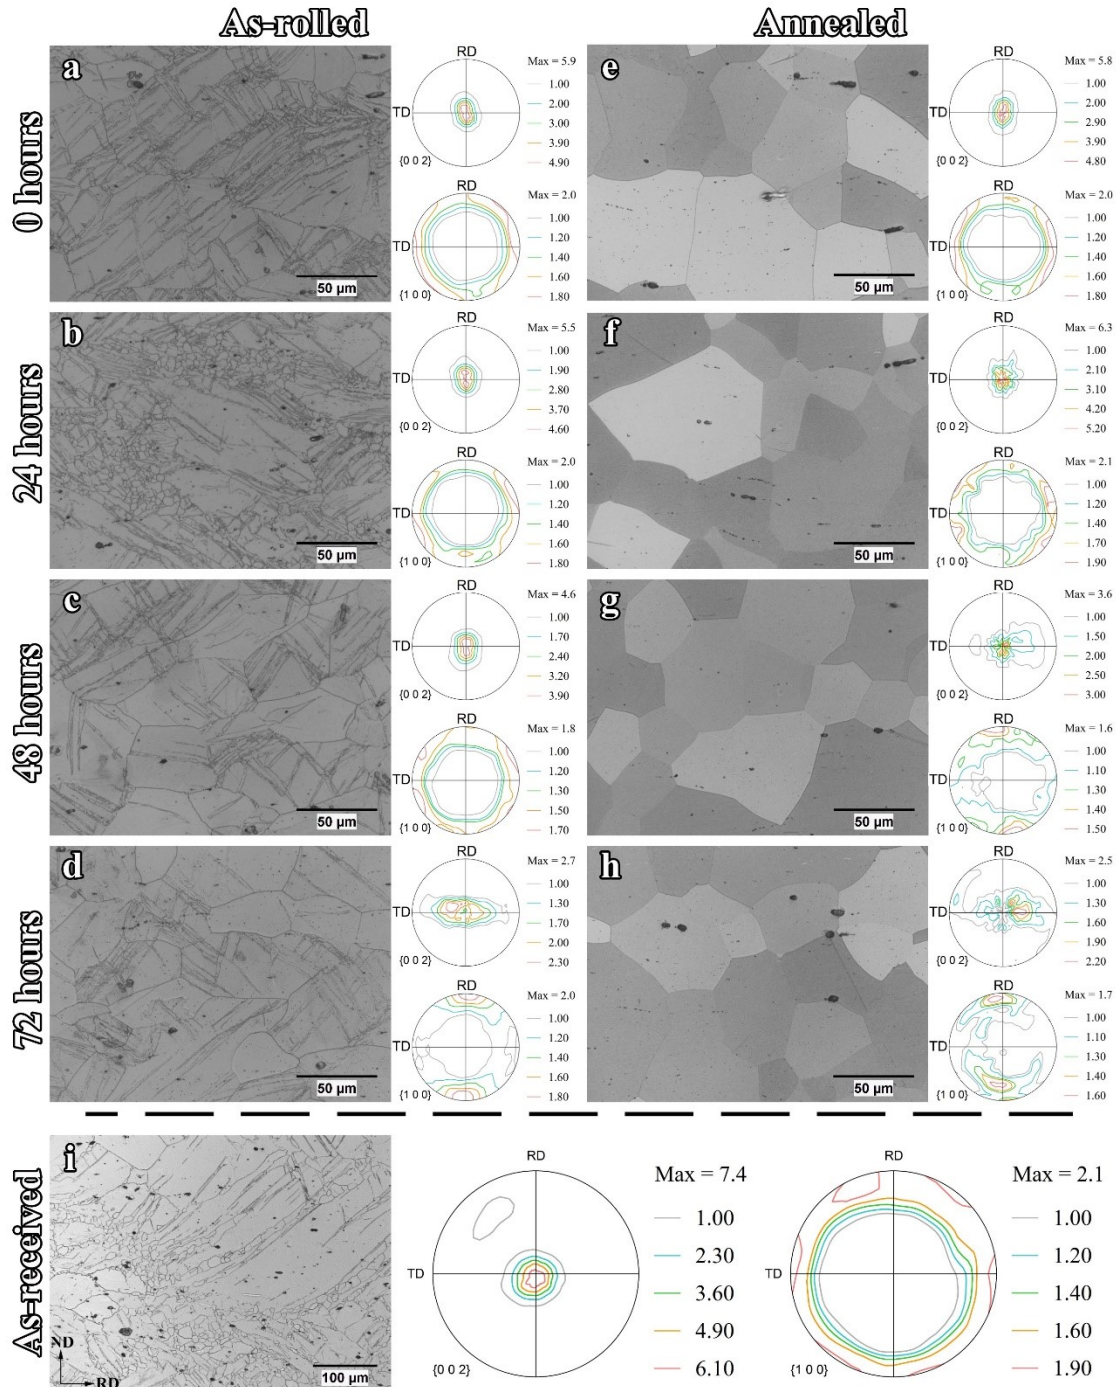 As-rolled
Annealed
0 hours
a
RD
TD
{0 0 2}
Max = 5.9
1.00
2.00
3.00
3.90
4.90
TD
{1 0 0}
Max = 2.0
1.00
1.20
1.40
1.60
1.80
50 µm
e
RD
TD
{0 0 2}
Max = 5.8
1.00
2.00
2.90
3.90
4.80
RD
TD
{1 0 0}
Max = 2.0
1.00
1.20
1.40
1.60
1.80
50 µm
24 hours
b
RD
TD
{0 0 2}
Max = 5.5
1.00
1.90
2.80
3.70
4.60
RD
TD
{1 0 0}
Max = 2.0
1.00
1.20
1.40
1.60
1.80
50 µm
f
RD
TD
{0 0 2}
Max = 6.3
1.00
2.10
3.10
4.20
5.20
RD
TD
{1 0 0}
Max = 2.1
1.00
1.20
1.40
1.70
1.90
50 µm
48 hours
c
RD
TD
{0 0 2}
Max = 4.6
1.00
1.70
2.40
3.20
3.90
RD
TD
{1 0 0}
Max = 1.8
1.00
1.20
1.30
1.50
1.70
50 µm
g
RD
TD
{0 0 2}
Max = 3.6
1.00
1.50
2.00
2.50
3.00
RD
TD
{1 0 0}
Max = 1.6
1.00
1.10
1.30
1.40
1.50
50 µm
72 hours
d
RD
TD
{0 0 2}
Max = 2.7
1.00
1.30
1.70
2.00
2.30
RD
TD
{1 0 0}
Max = 2.0
1.00
1.20
1.40
1.60
1.80
50 µm
h
RD
TD
{0 0 2}
Max = 2.5
1.00
1.30
1.60
1.90
2.20
RD
TD
{1 0 0}
Max = 1.7
1.00
1.10
1.30
1.40
1.60
50 µm
As-received
i
ND
RD
100 µm
RD
TD
{0 0 2}
Max = 7.4
1.00
2.30
3.60
4.90
6.10
RD
TD
{1 0 0}
Max = 2.1
1.00
1.20
1.40
1.60
1.90